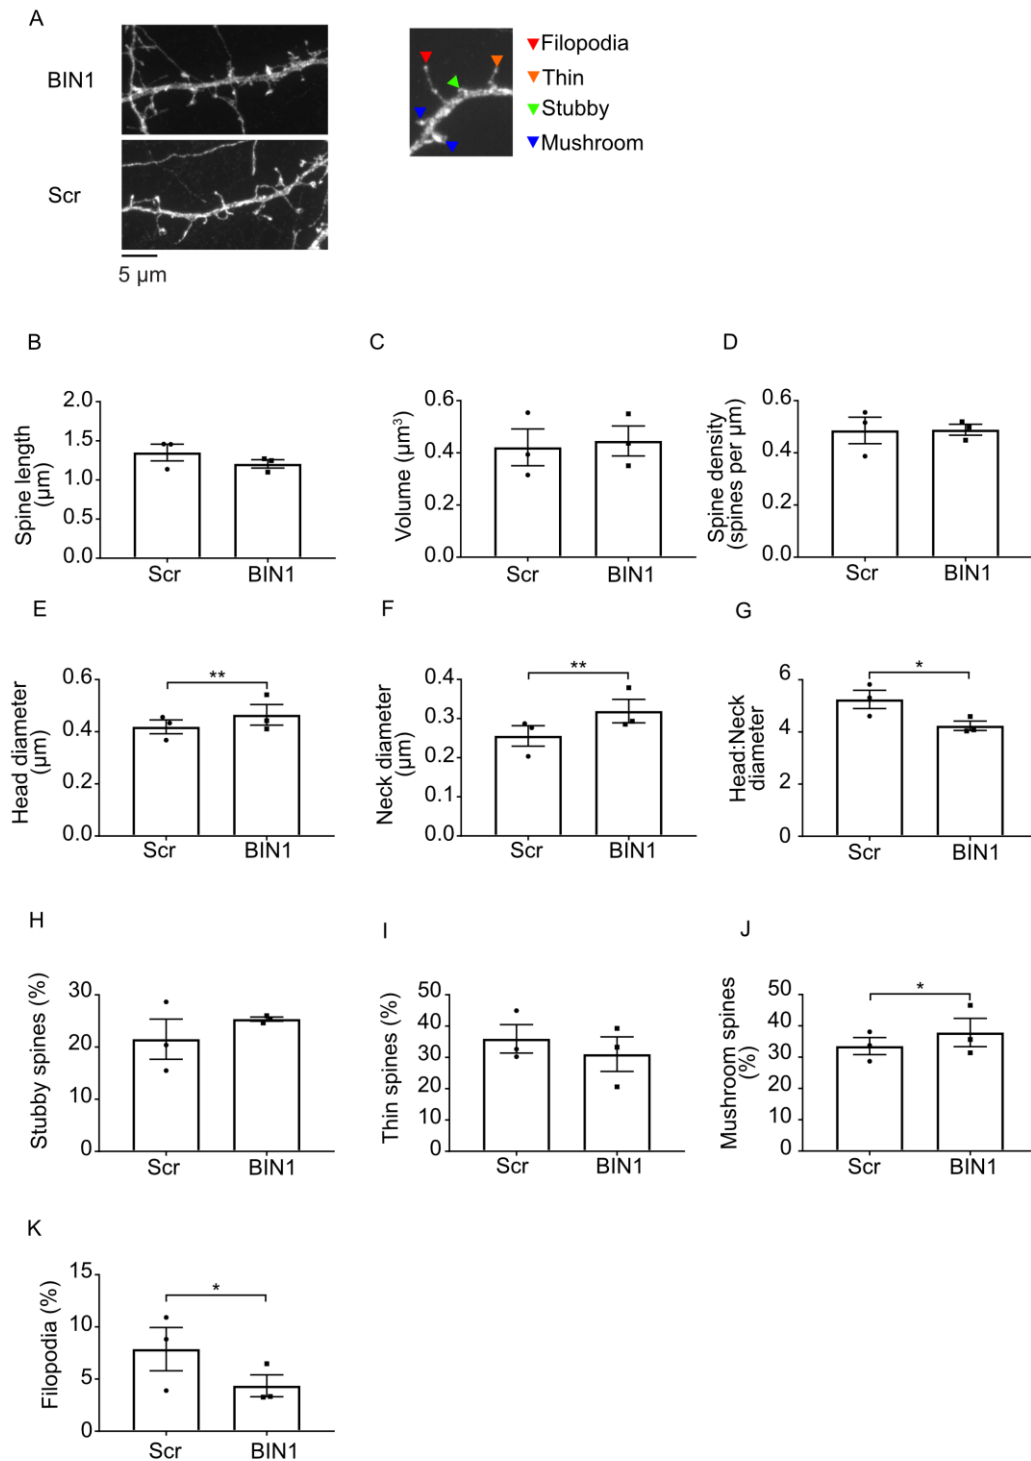 A
BIN1
Scr
5 µm
Filopodia
Thin
Stubby
Mushroom
B
Spine length
(µm)
2.0
1.5
1.0
0.5
0.0
Scr
BIN1
C
Volume (µm³)
0.6
0.4
0.2
0.0
Scr
BIN1
D
Spine density
(spines per µm)
0.6
0.4
0.2
0.0
Scr
BIN1
E
Head diameter
(µm)
0.6
0.4
0.2
0.0
**
Scr
BIN1
F
Neck diameter
(µm)
0.4
0.3
0.2
0.1
0.0
**
Scr
BIN1
G
Head:Neck
diameter
6
4
2
0
*
Scr
BIN1
H
Stubby spines (%)
30
20
10
0
Scr
BIN1
I
Thin spines (%)
50
40
30
20
10
0
Scr
BIN1
J
Mushroom spines
(%)
50
40
30
20
10
0
*
Scr
BIN1
K
Filopodia (%)
15
10
5
0
*
Scr
BIN1